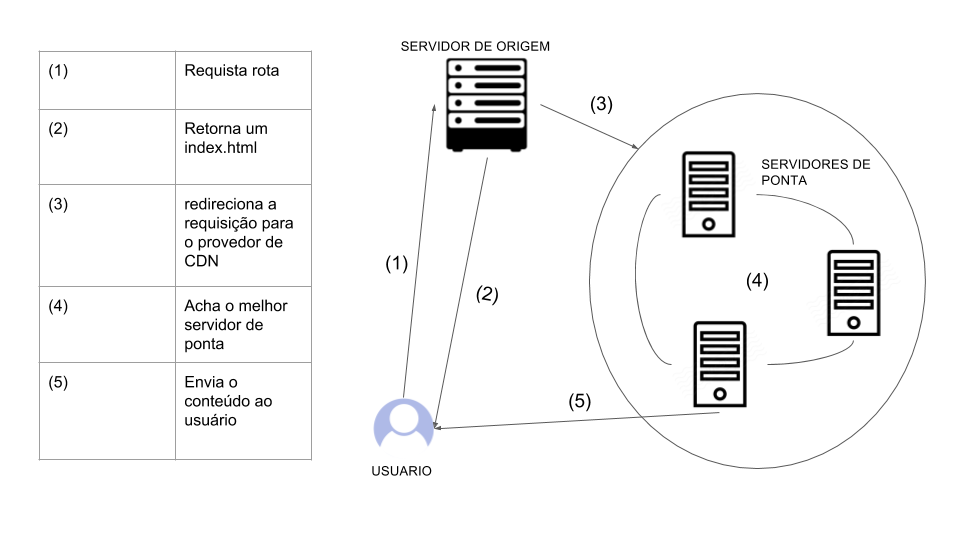 (1)
Requista rota
(2)
Retorna um
index.html
(3)
redireciona a
requisição para
o provedor de
CDN
(4)
Acha o melhor
servidor de
ponta
(5)
Envia o
conteúdo ao
usuário
SERVIDOR DE ORIGEM
(3)
SERVIDORES DE
PONTA
(1)
(2)
(4)
(5)
USUARIO